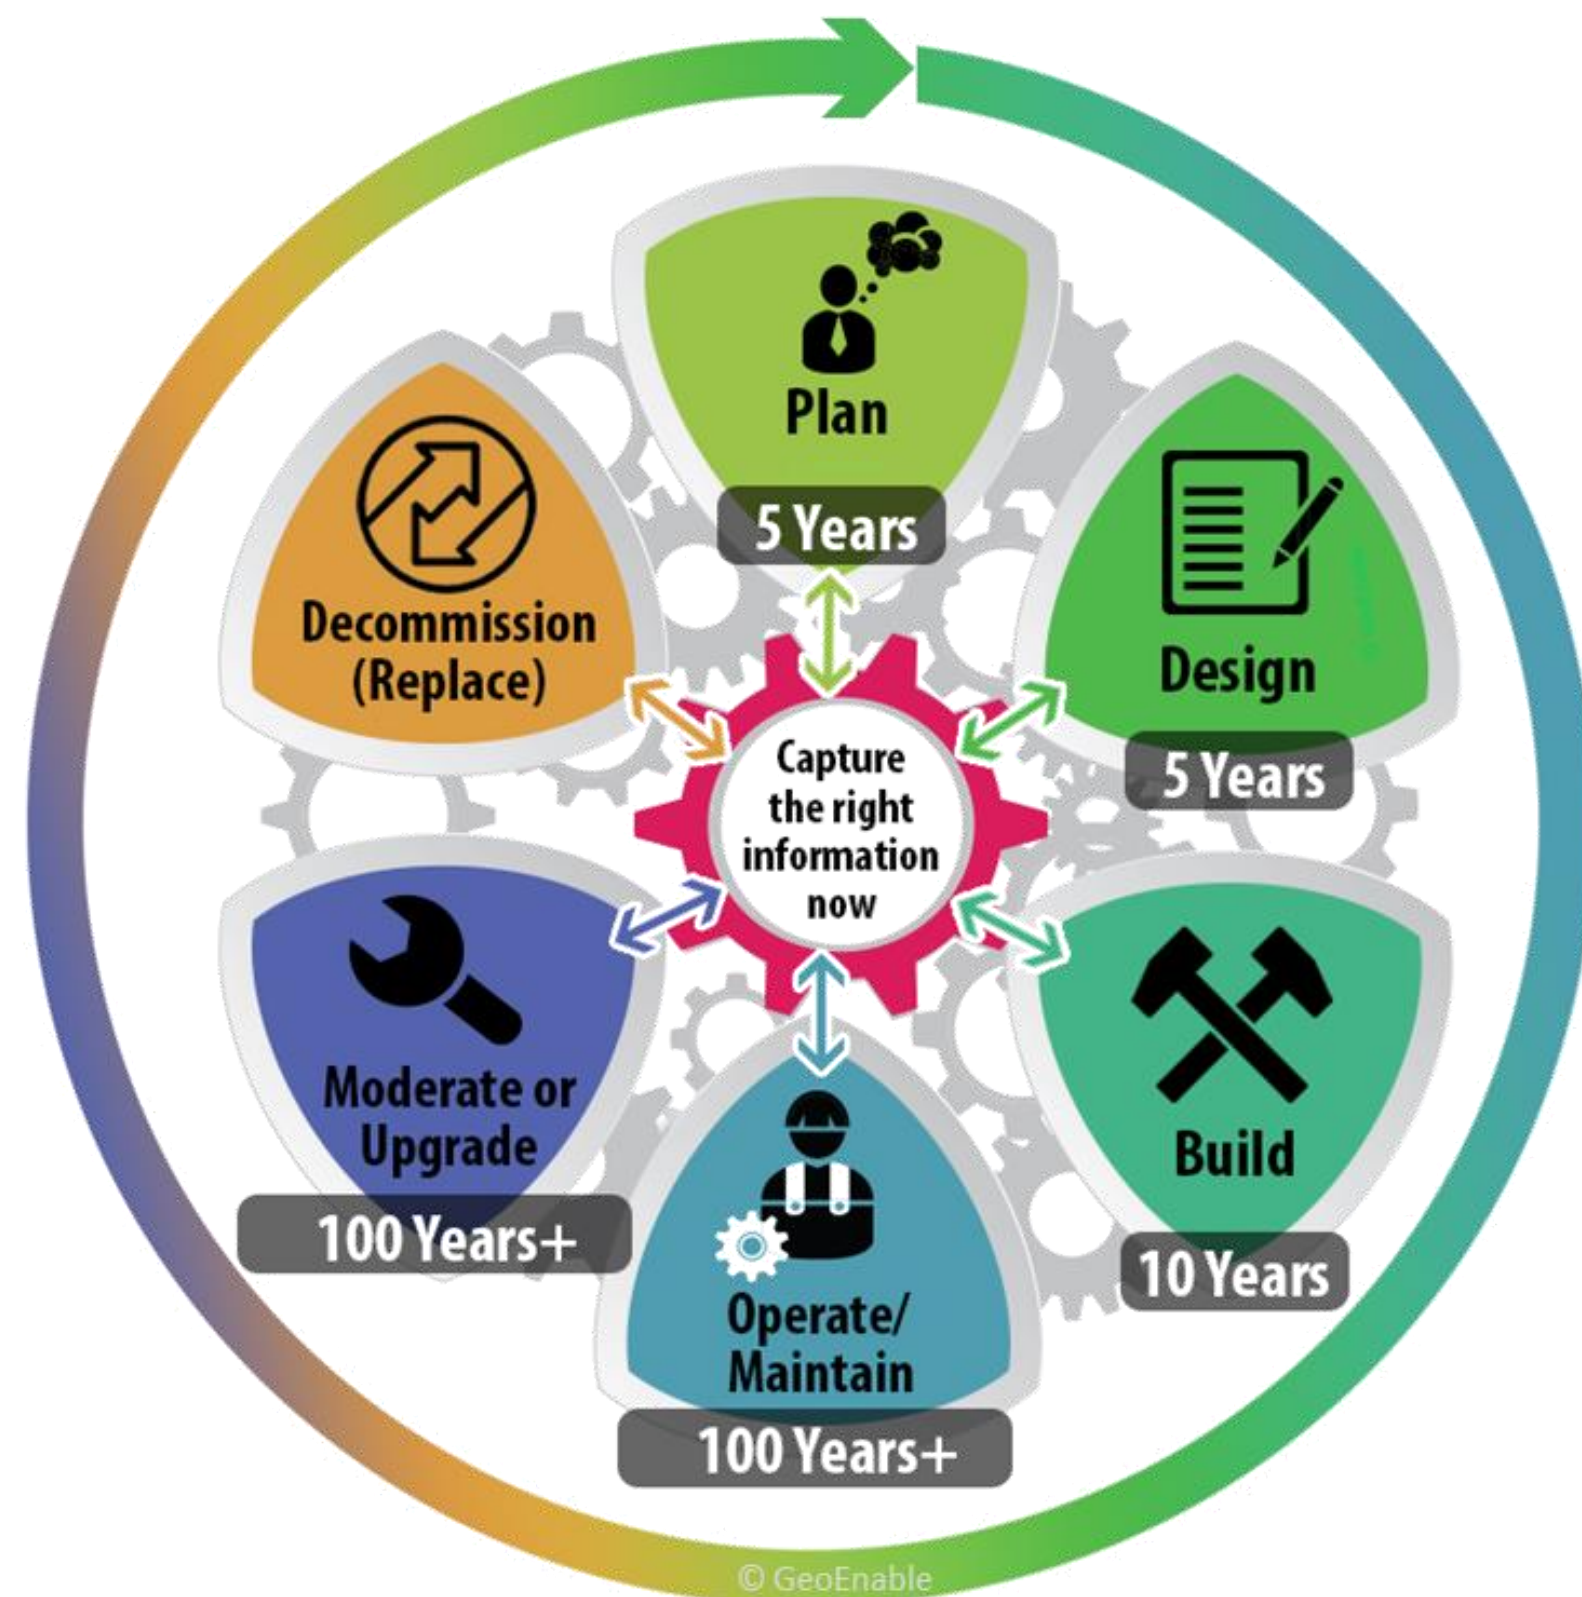 Plan
5 Years
Design
5 Years
Build
10 Years
Operate/
Maintain
100 Years+
Moderate or
Upgrade
100 Years+
Decommission
(Replace)
Capture
the right
information
now
© GeoEnable